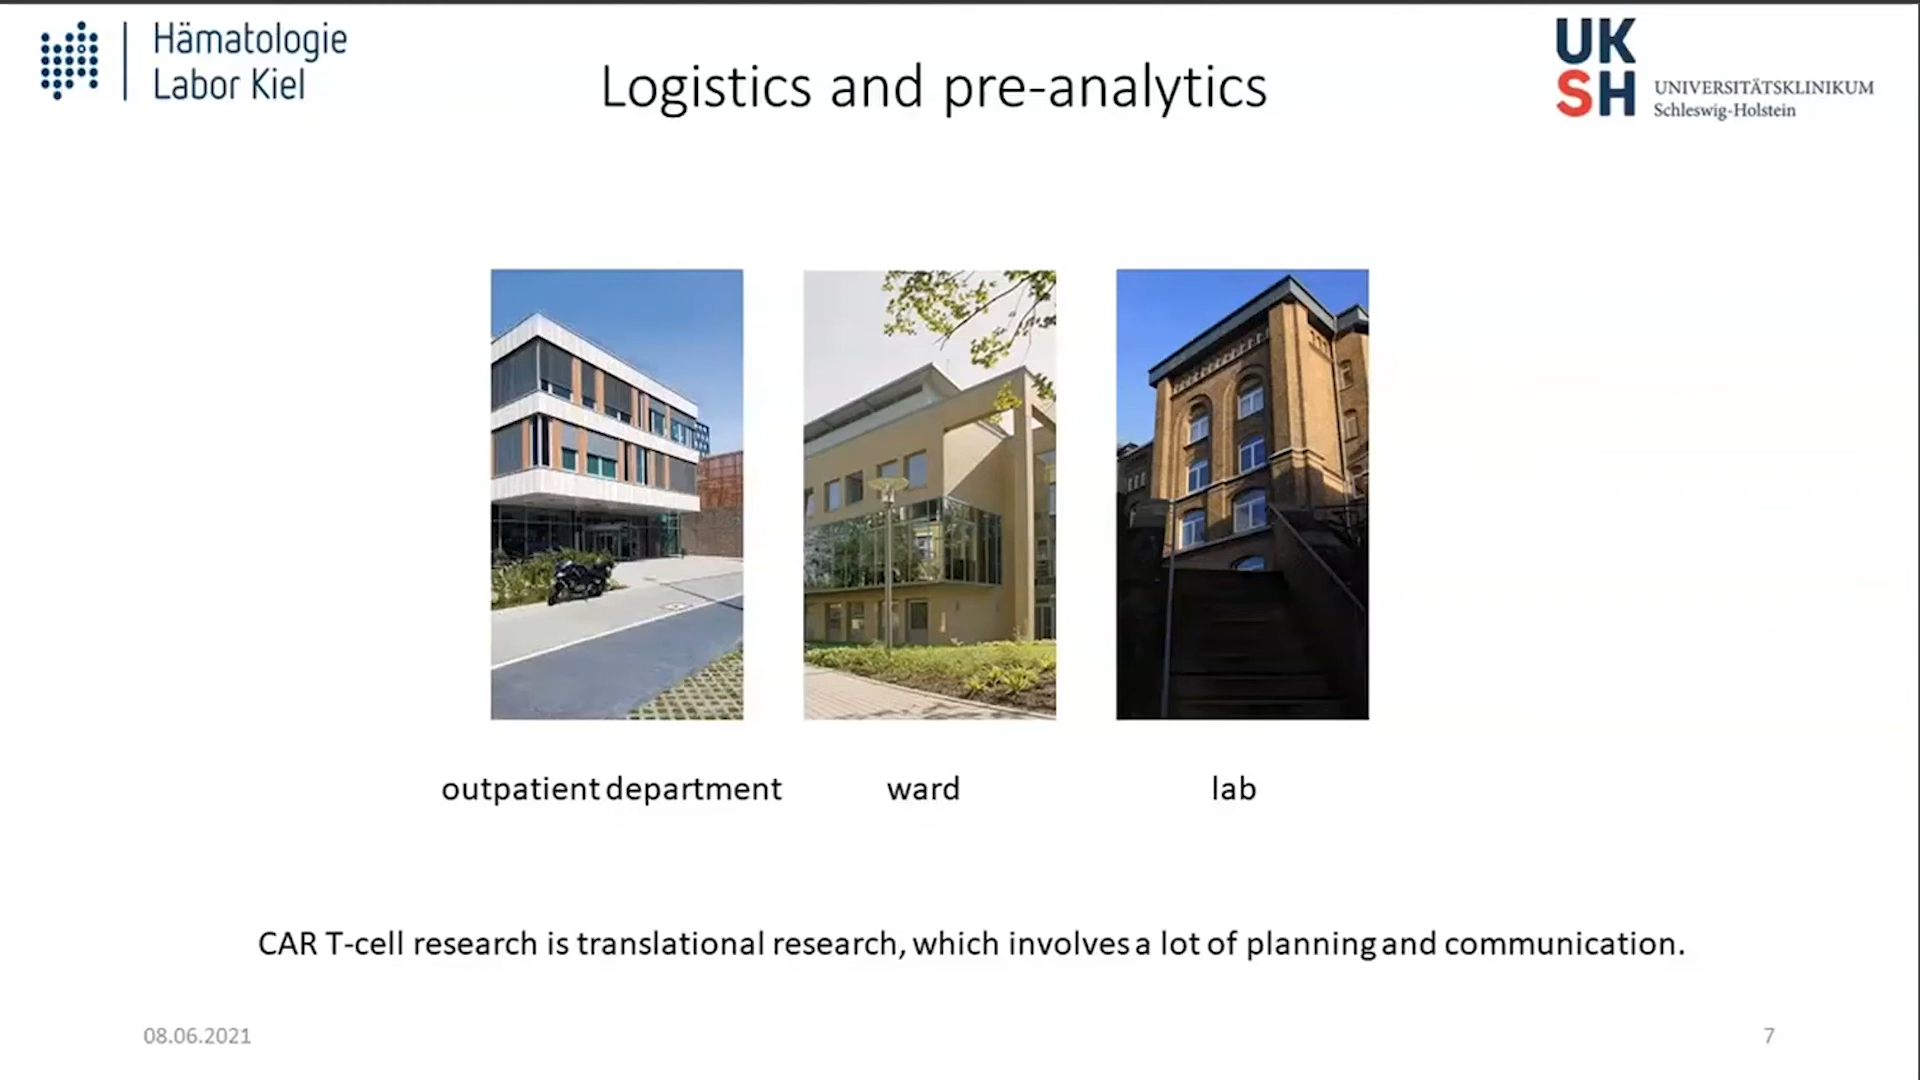 Hämatologie
Labor Kiel
Logistics and pre-analytics
UK
SH
UNIVERSITÄTSKLINIKUM
Schleswig-Holstein
outpatient department
ward
lab
CAR T-cell research is translational research, which involves a lot of planning and communication.
08.06.2021
7